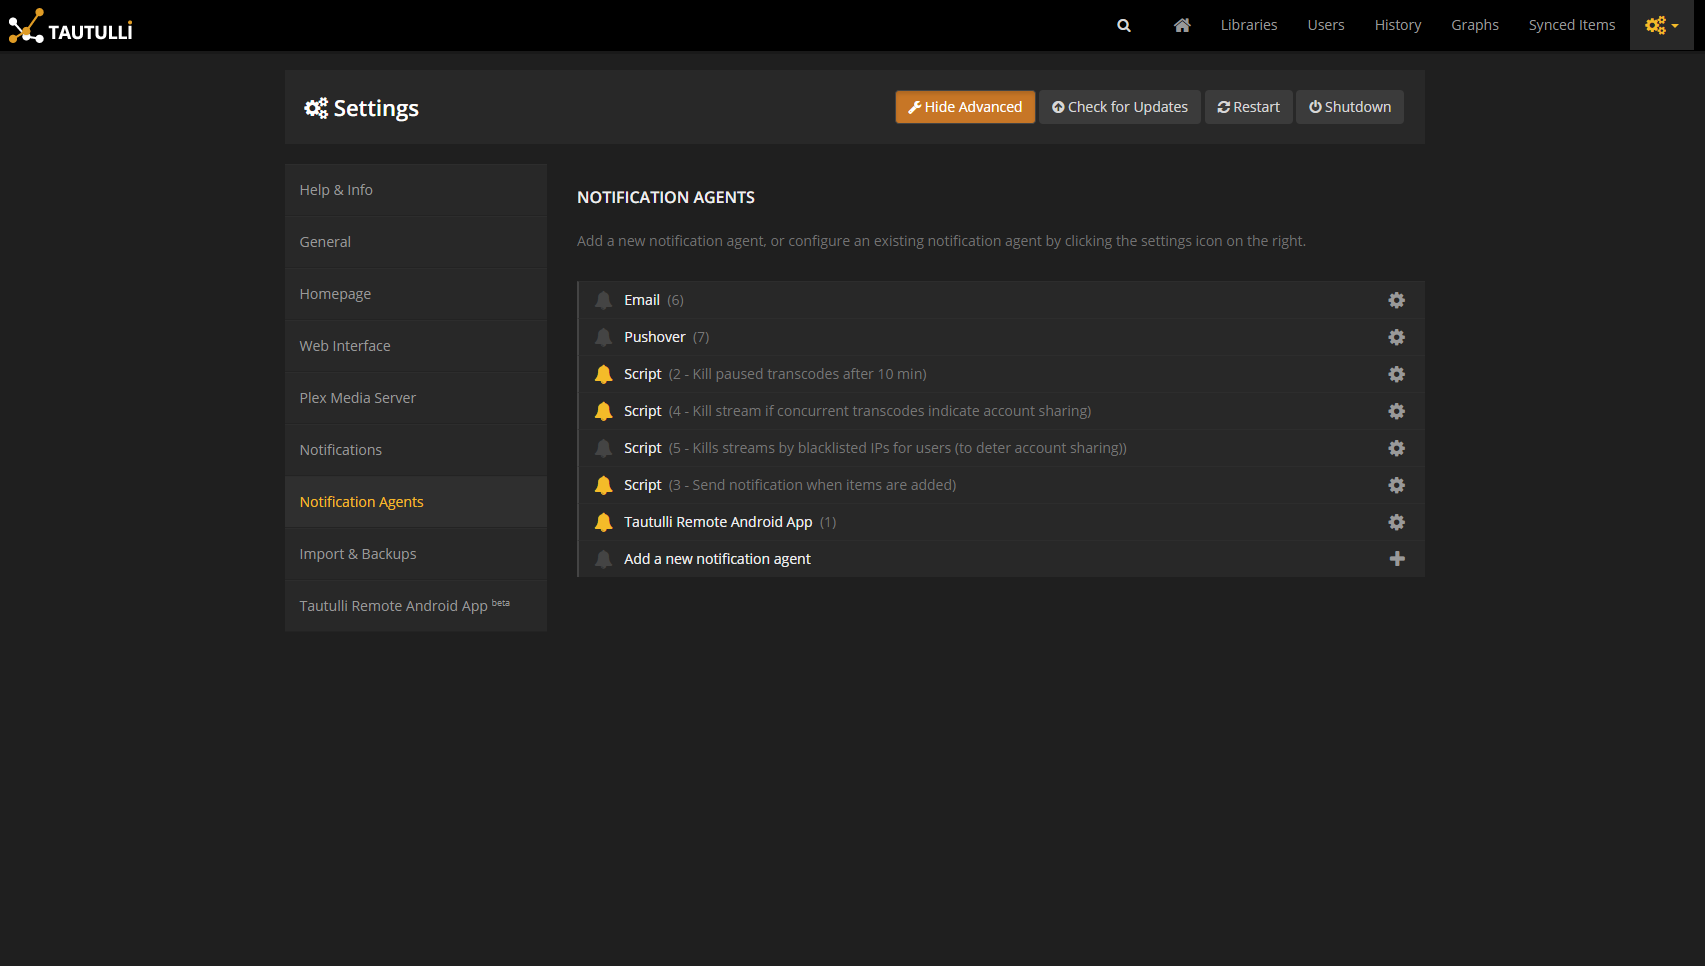 TAUTULLI
Libraries Users History Graphs Synced Items
Settings
Hide Advanced Check for Updates Restart Shutdown
Help & Info
General
Homepage
Web Interface
Plex Media Server
Notifications
Notification Agents
Import & Backups
Tautulli Remote Android App beta
NOTIFICATION AGENTS
Add a new notification agent, or configure an existing notification agent by clicking the settings icon on the right.
Email (6)
Pushover (7)
Script (2 - Kill paused transcodes after 10 min)
Script (4 - Kill stream if concurrent transcodes indicate account sharing)
Script (5 - Kills streams by blacklisted IPs for users (to deter account sharing))
Script (3 - Send notification when items are added)
Tautulli Remote Android App (1)
Add a new notification agent